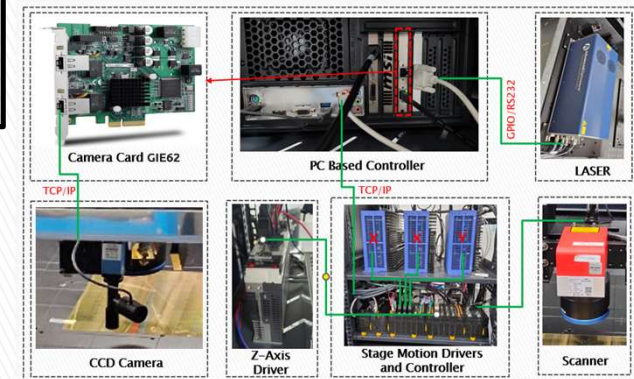 Camera Card GIE62
PC Based Controller
GPIO/RS232
LASER
TCP/IP
TCP/IP
CCD Camera
Z-Axis
Driver
Stage Motion Drivers
and Controller
Scanner